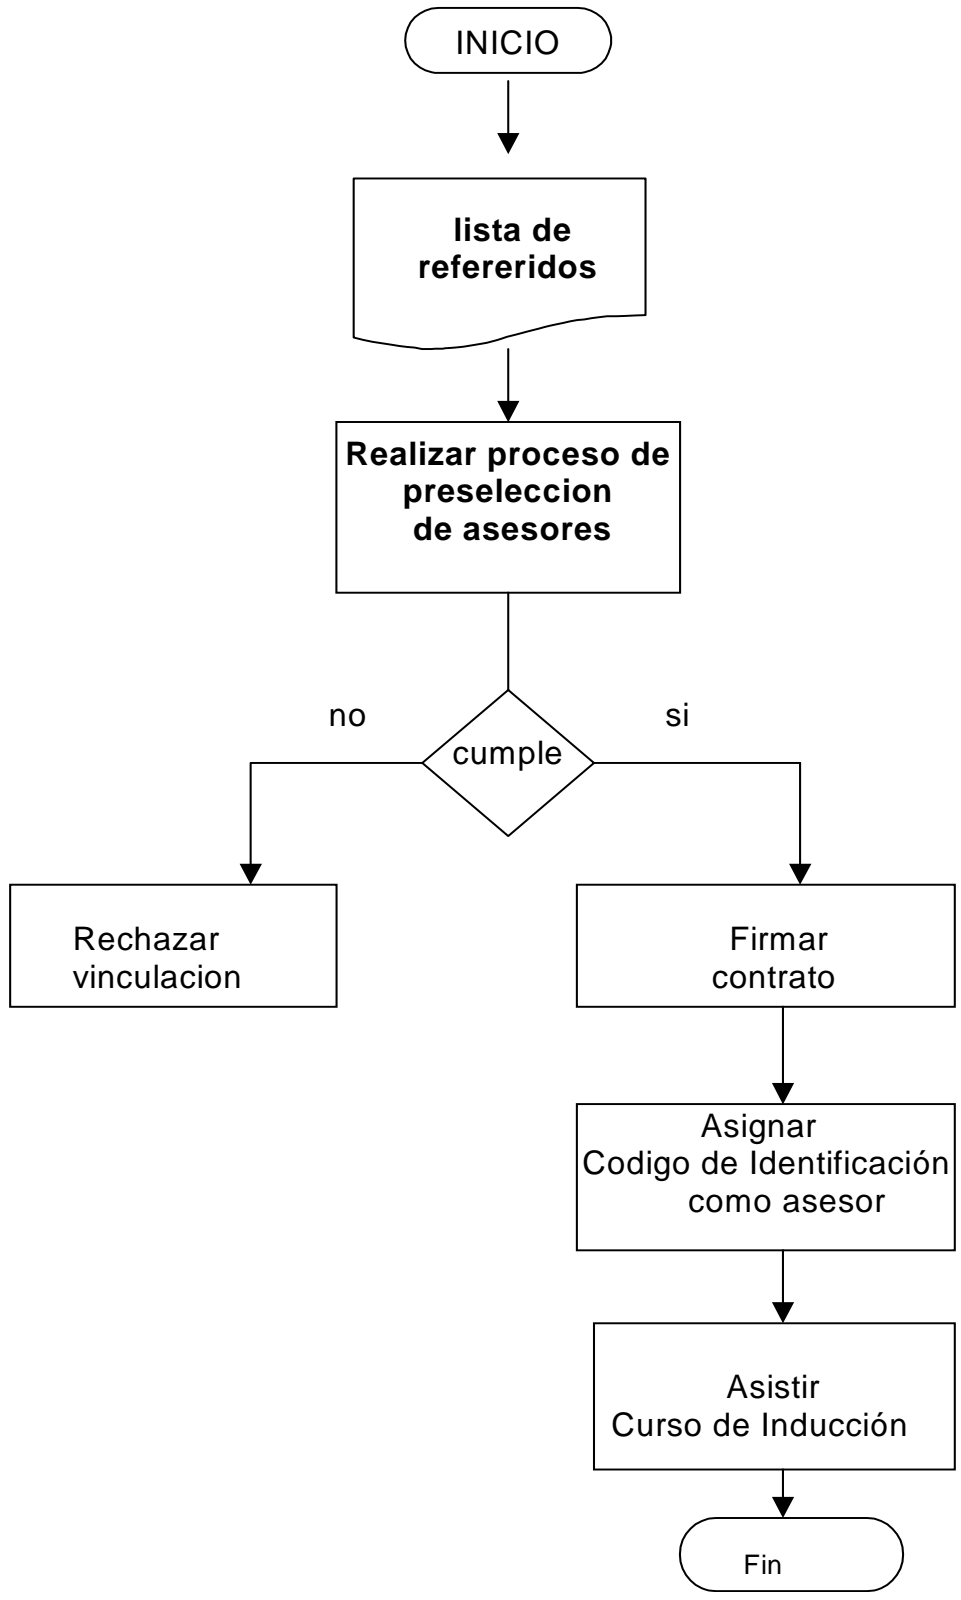 INICIO
lista de
refereridos
Realizar proceso de
preseleccion
de asesores
no
si
cumple
Rechazar
vinculacion
Firmar
contrato
Asignar
Codigo de Identificación
como asesor
Asistir
Curso de Inducción
Fin